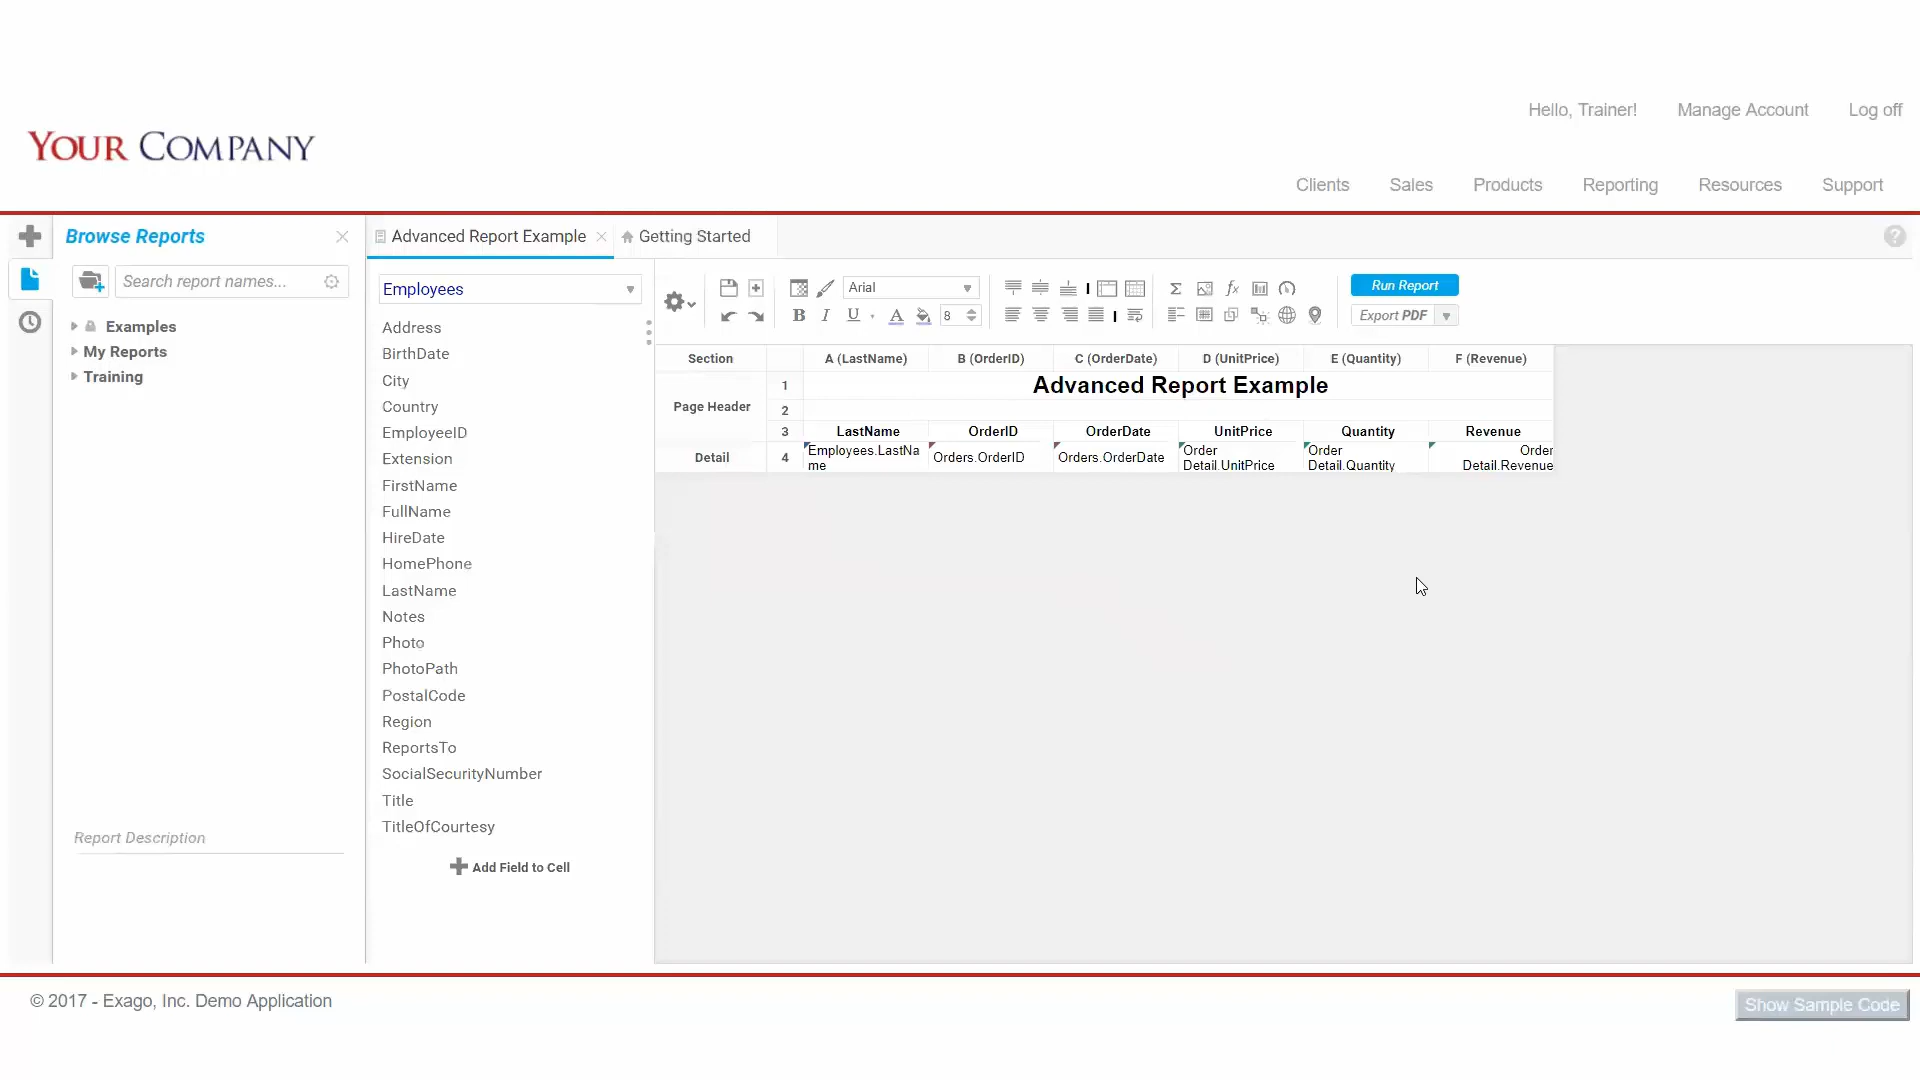 Hello, Trainer! Manage Account Log off
YOUR COMPANY
Clients Sales Products Reporting Resources Support
Browse Reports
Advanced Report Example
Getting Started
?
Search report names...
Examples
My Reports
Training
Report Description
Employees
Address
BirthDate
City
Country
EmployeeID
Extension
FirstName
FullName
HireDate
HomePhone
LastName
Notes
Photo
PhotoPath
PostalCode
Region
ReportsTo
SocialSecurityNumber
Title
TitleOfCourtesy
Add Field to Cell
Arial
Σ fx
Run Report
B I U A 8
Export PDF
Section A (LastName) B (OrderID) C (OrderDate) D (UnitPrice) E (Quantity) F (Revenue)
Page Header
1 Advanced Report Example
2
3 LastName OrderID OrderDate UnitPrice Quantity Revenue
Detail 4
Employees.LastNa
me
Orders.OrderID
Orders.OrderDate
Order
Detail.UnitPrice
Order
Detail.Quantity
Order
Detail.Revenue
© 2017 - Exago, Inc. Demo Application
Show Sample Code